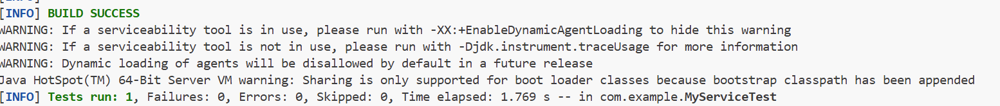 [INFO] BUILD SUCCESS
WARNING: If a serviceability tool is in use, please run with -XX:+EnableDynamicAgentLoading to hide this warning
WARNING: If a serviceability tool is not in use, please run with -Djdk.instrument.traceUsage for more information
WARNING: Dynamic loading of agents will be disallowed by default in a future release
Java HotSpot(TM) 64-Bit Server VM warning: Sharing is only supported for boot loader classes because bootstrap classpath has been appended
[INFO] Tests run: 1, Failures: 0, Errors: 0, Skipped: 0, Time elapsed: 1.769 s -- in com.example.MyServiceTest